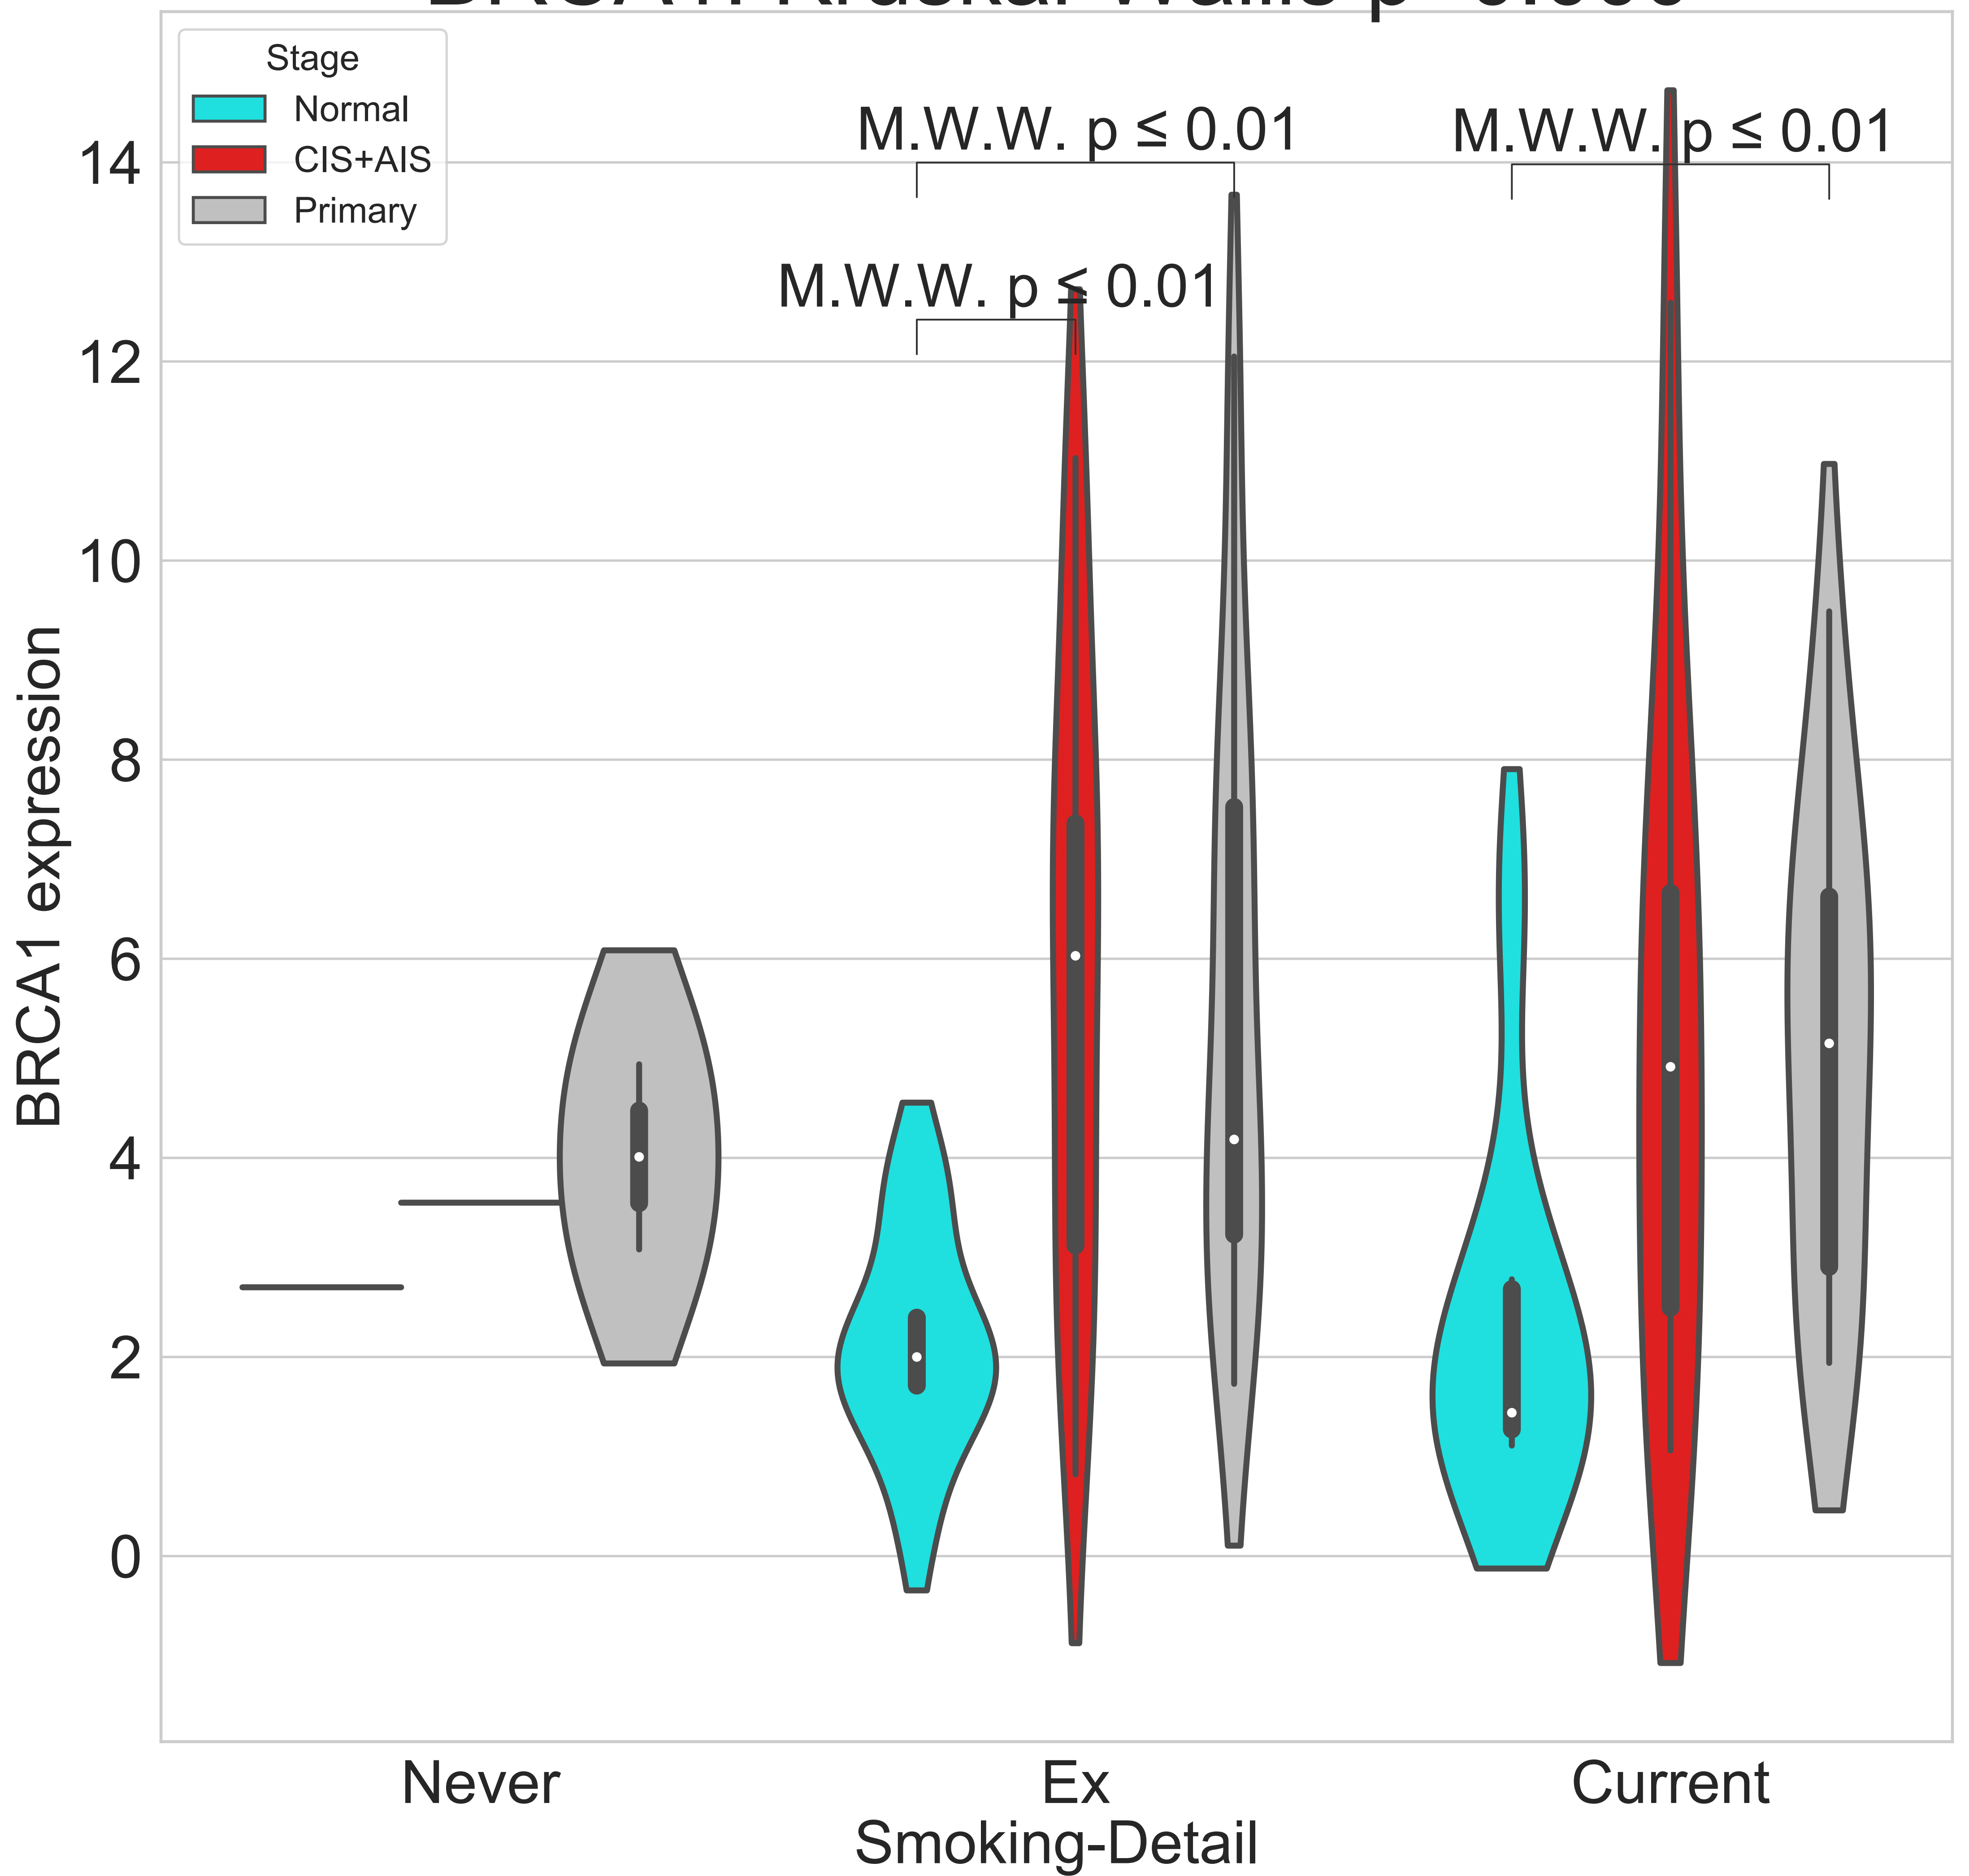 Stage
Normal
CIS+AIS
Primary
M.W.W. p ≤ 0.01
M.W.W. p ≤ 0.01
M.W.W. p ≤ 0.01
14
12
10
8
6
4
2
0
BRCA1 expression
Never
Ex
Current
Smoking-Detail